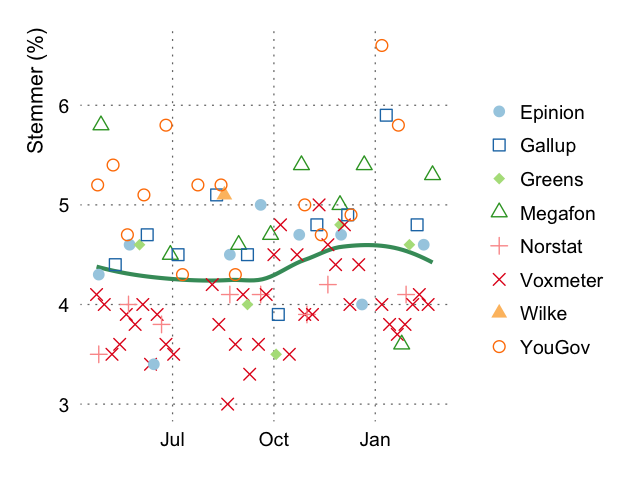 Stemmer (%)
6
5
4
3
Jul Oct Jan
Epinion
Gallup
Greens
Megafon
Norstat
Voxmeter
Wilke
YouGov